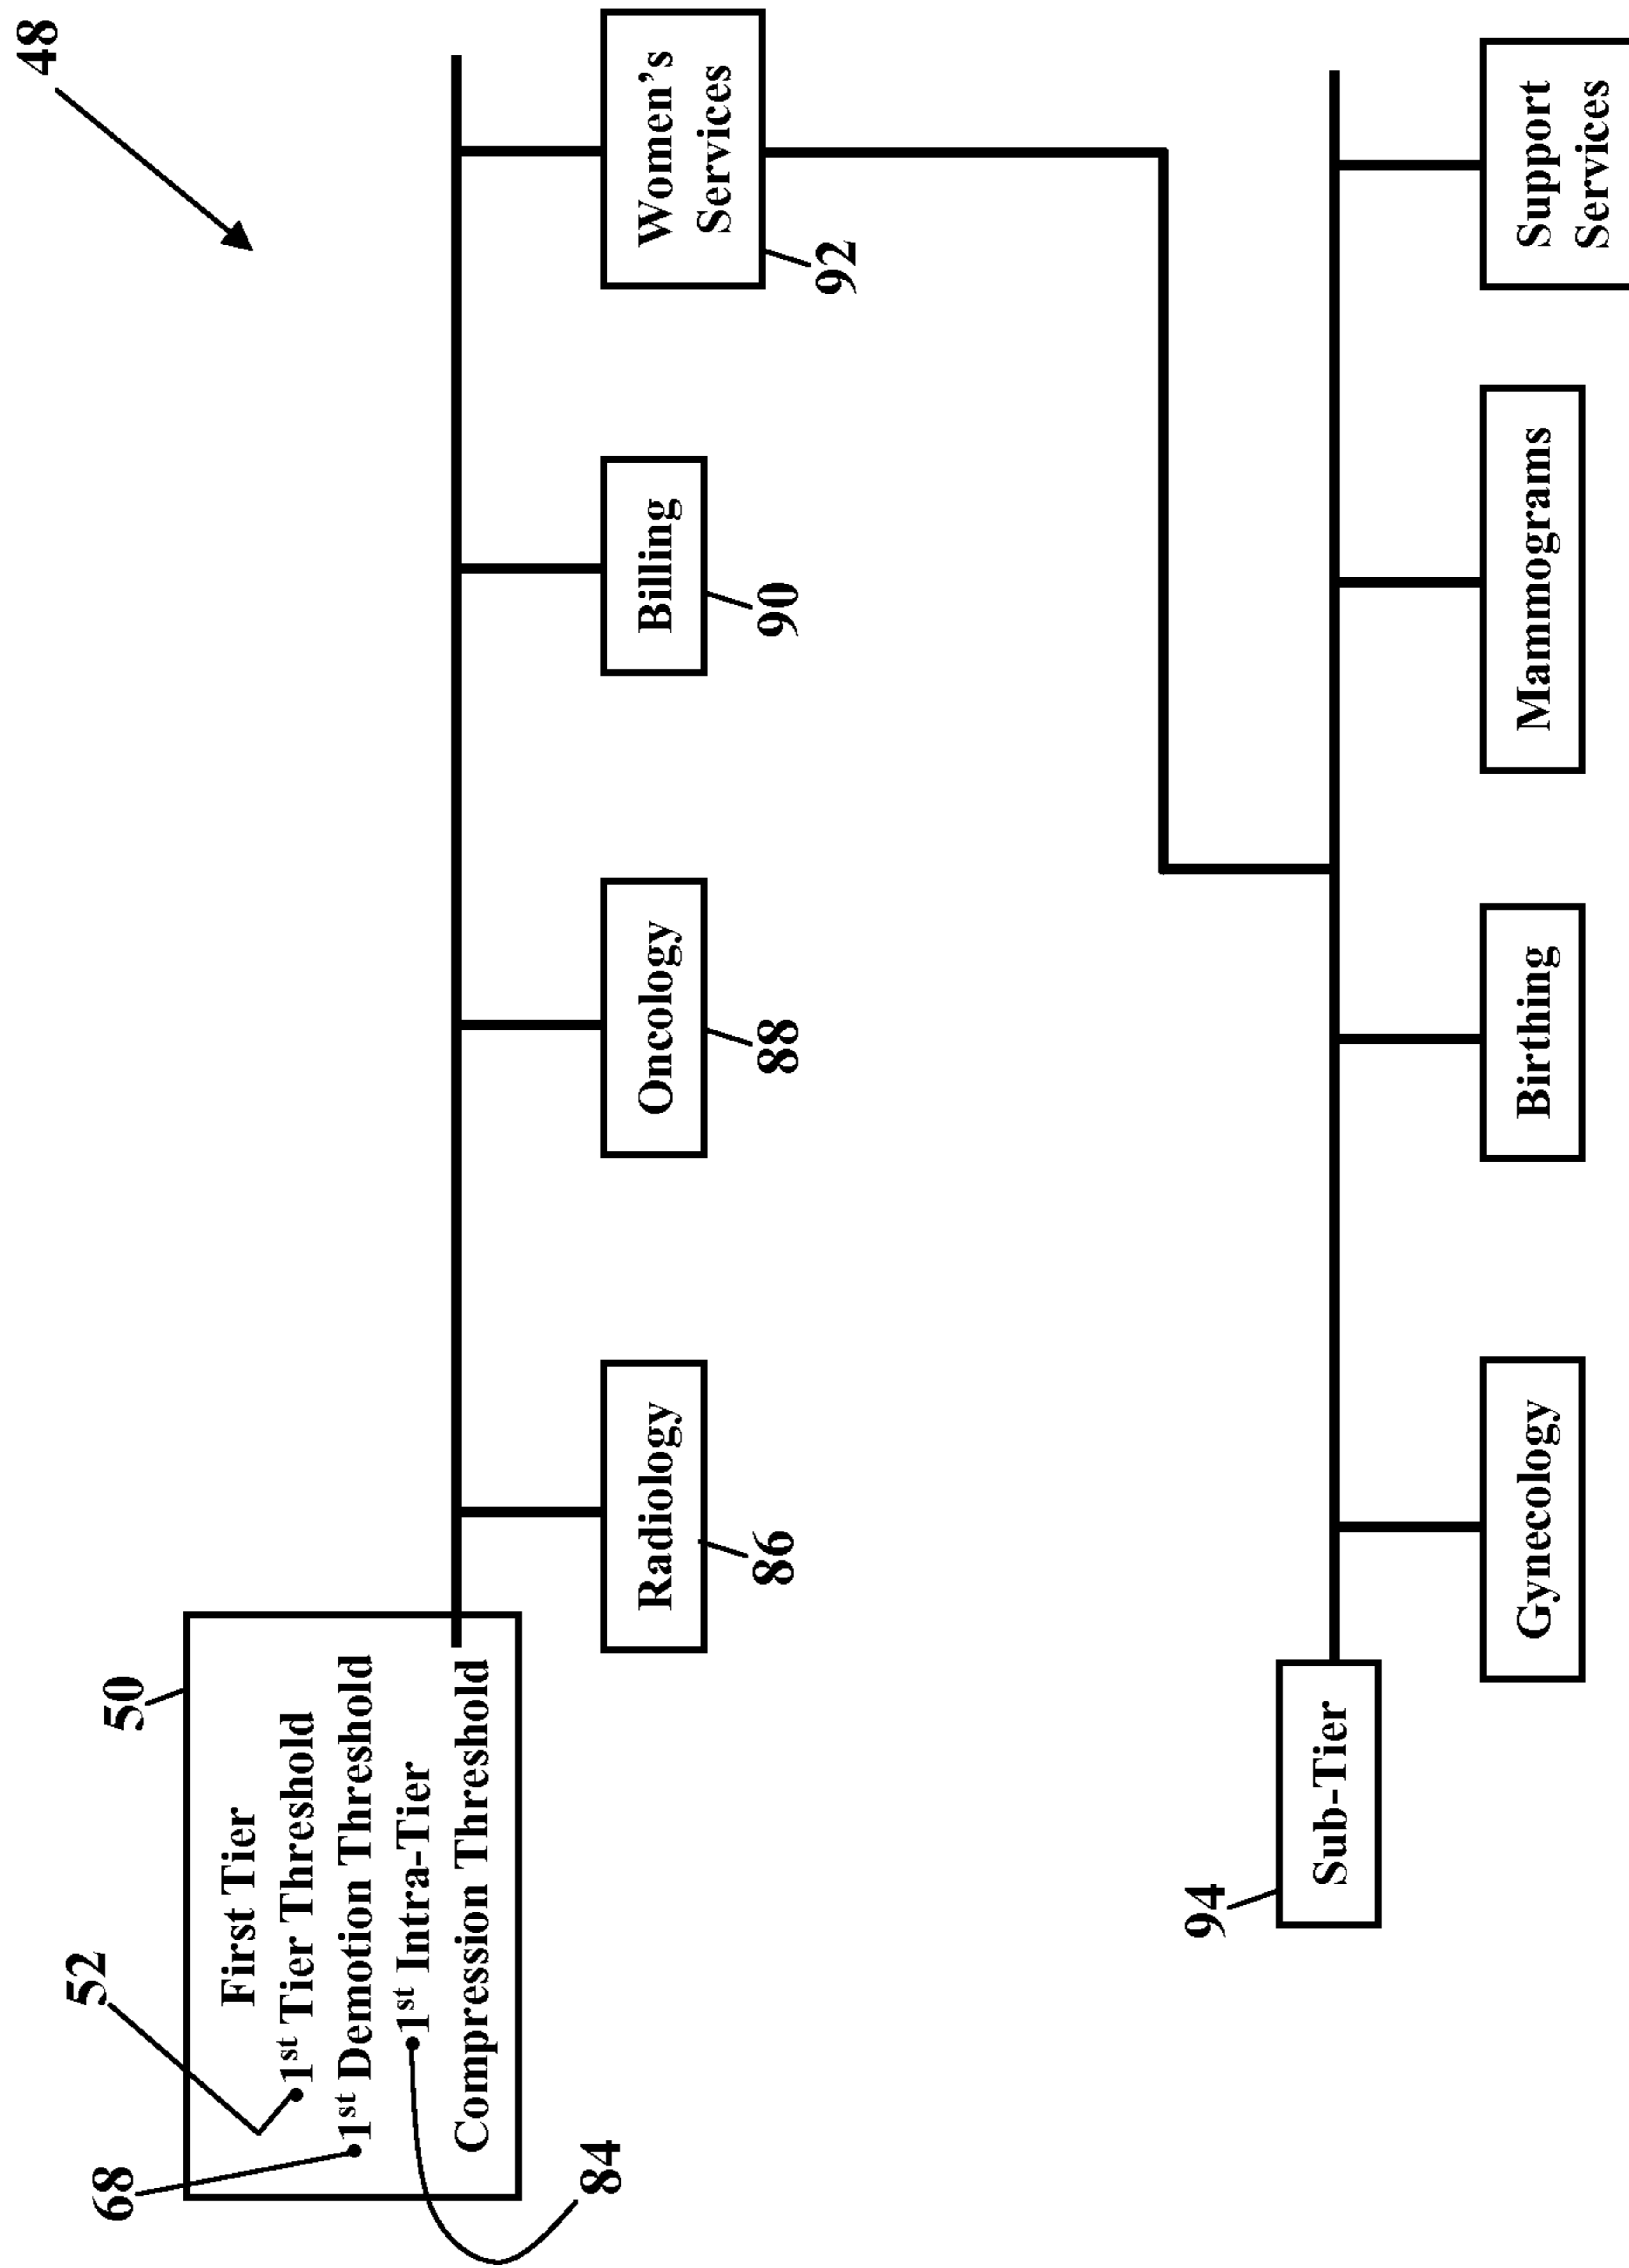 48
50
52
First Tier
1st Tier Threshold
68
1st Demotion Threshold
1st Intra-Tier
Compression Threshold
84
Radiology
86
Oncology
88
Billing
90
Women's
Services
92
94
Sub-Tier
Gynecology
Birthing
Mammograms
Support
Services